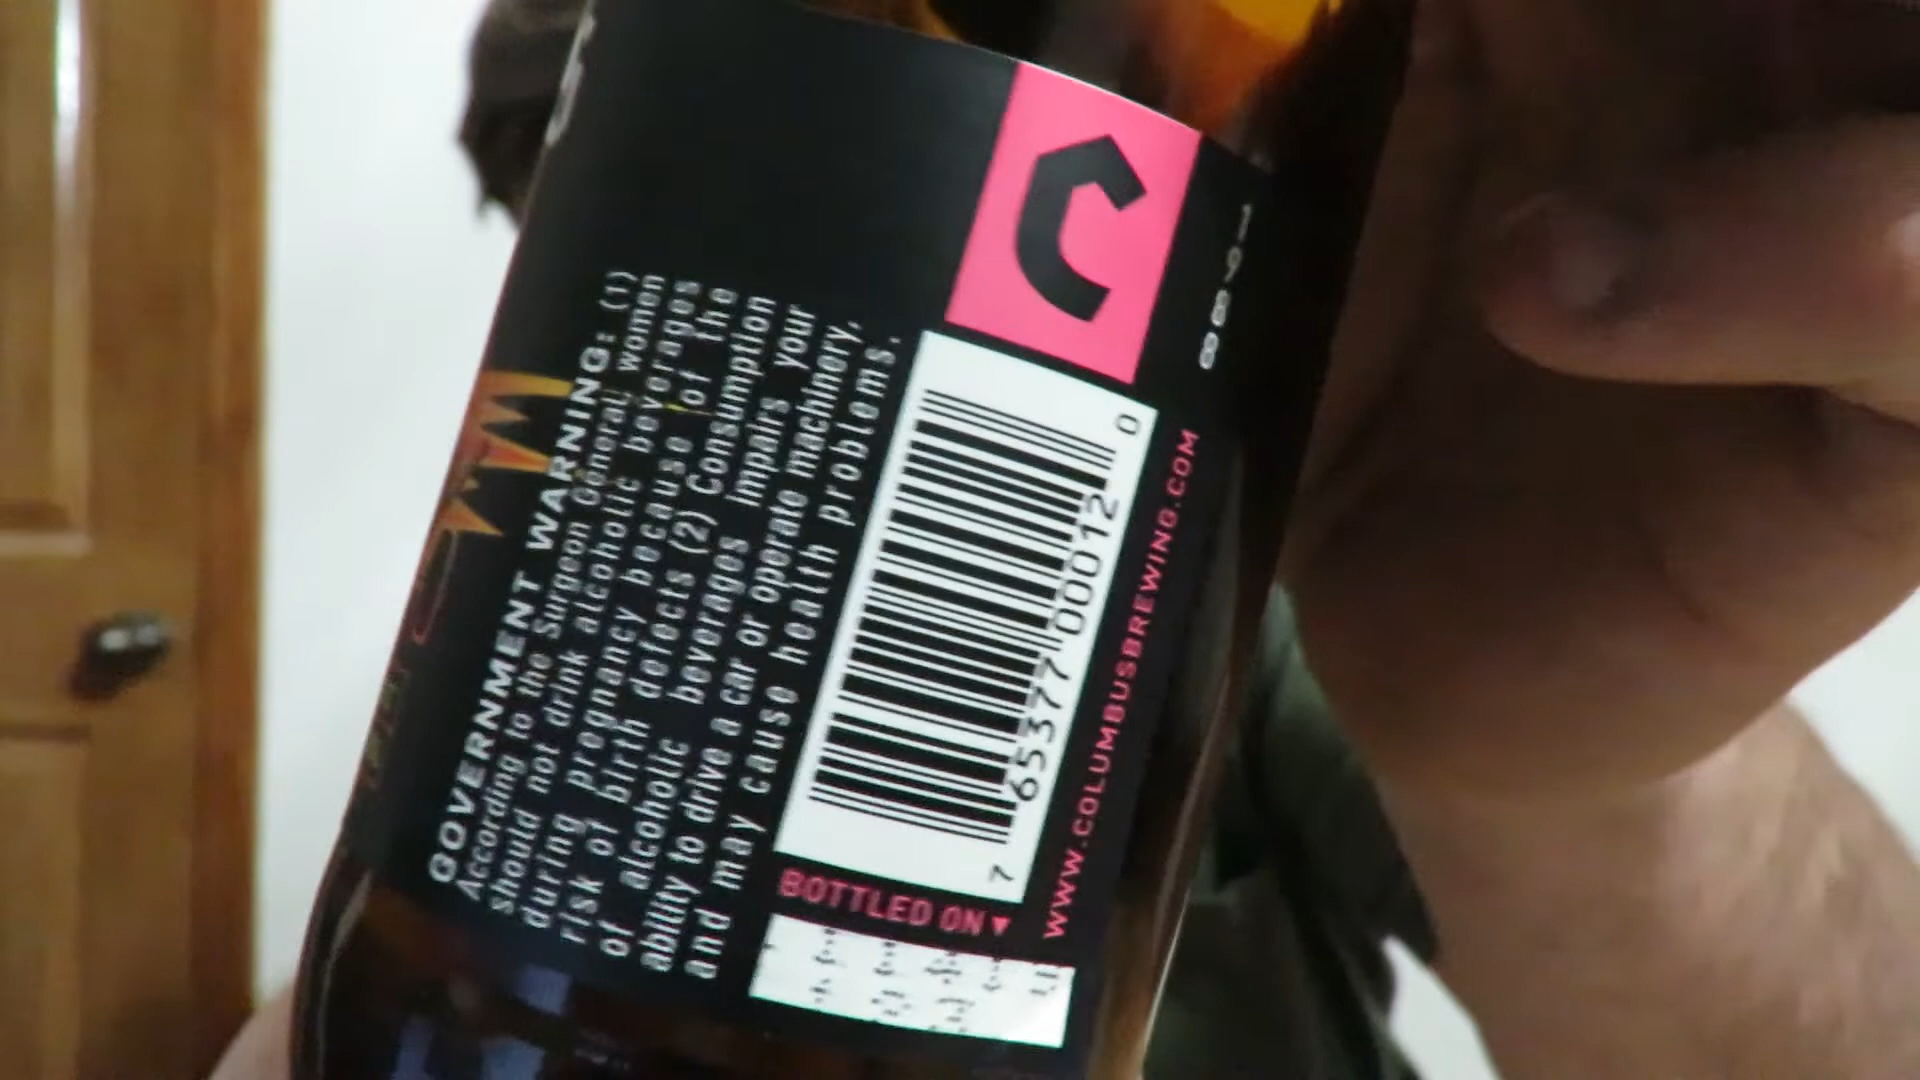 GOVERNMENT WARNING: (1)
According to the Surgeon General, women
should not drink alcoholic beverages
during pregnancy because of the
risk of birth defects (2) Consumption
of alcoholic beverages impairs your
ability to drive a car or operate machinery,
and may cause health problems.
C
0
7 65377 00012
WWW.COLUMBUSBREWING.COM
BOTTLED ON